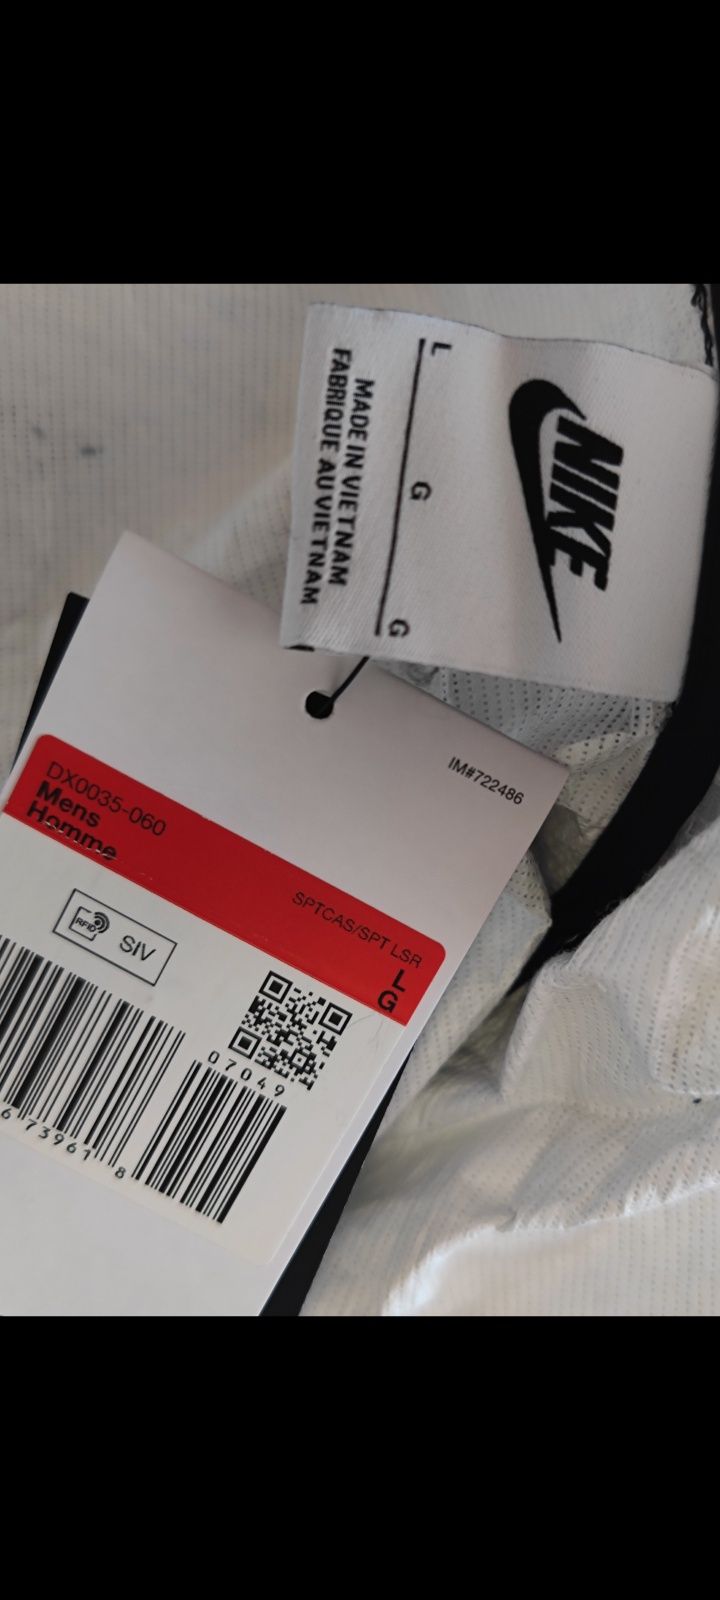 NIKE
L
G
G
MADE IN VIETNAM
FABRIQUE AU VIETNAM
IM#722486
DX0035-060
Mens
Homme
SPTCAS/SPT LSR
L
G
RFID
SIV
07049
673961 8